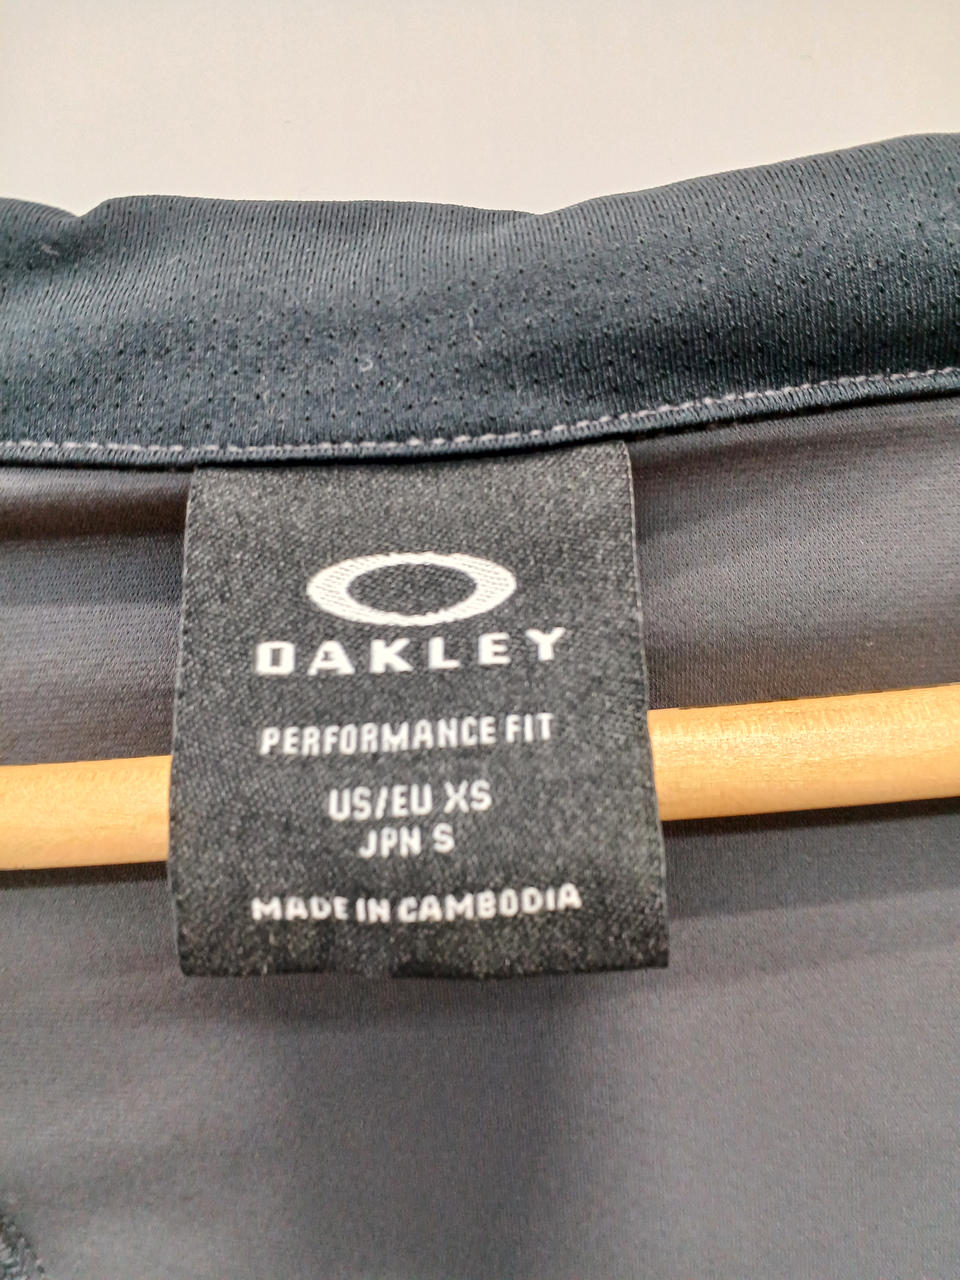 OAKLEY
PERFORMANCE FIT
US/EU XS
JPN S
MADE IN CAMBODIA